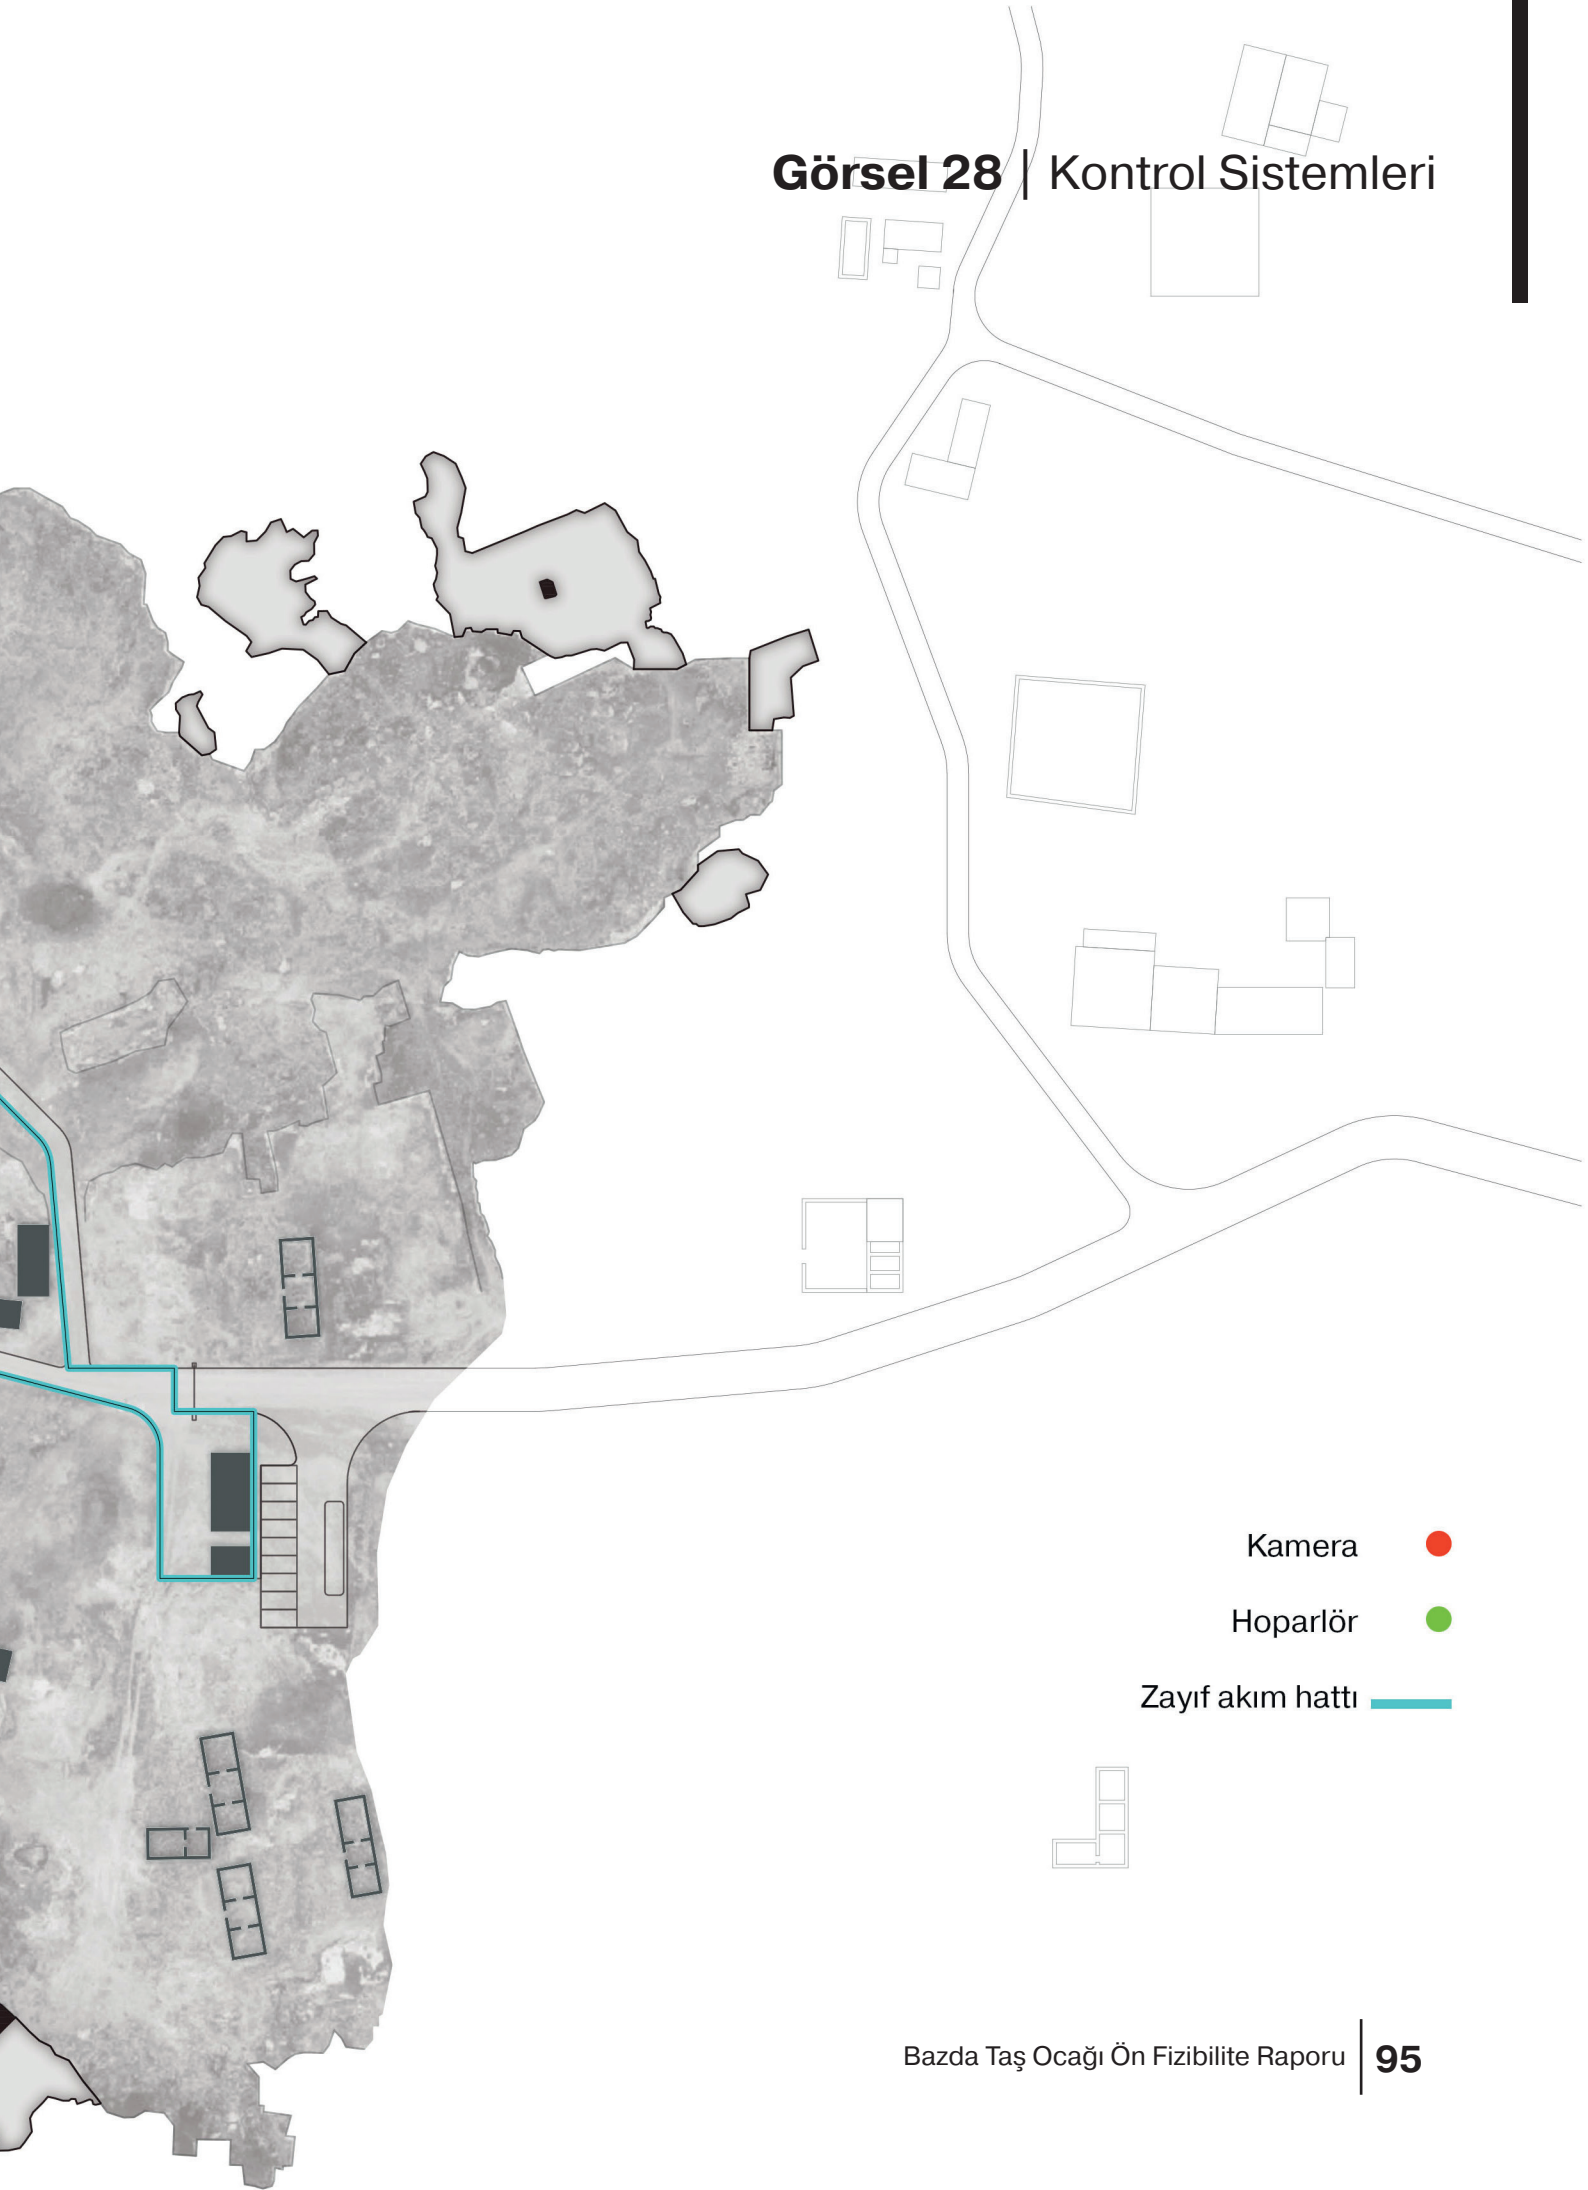 Görsel 28 | Kontrol Sistemleri
Kamera
Hoparlör
Zayıf akım hattı
Bazda Taş Ocağı Ön Fizibilite Raporu | 95